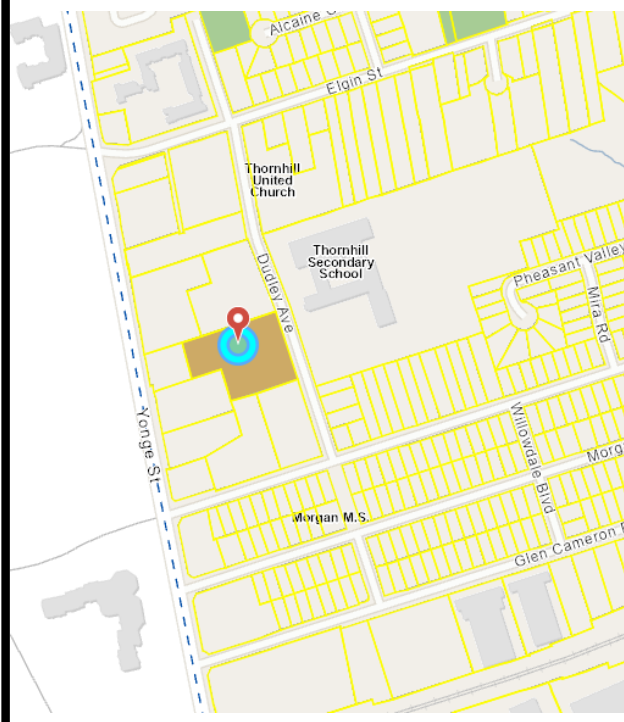 Alcaine
Elgin St
Thornhill
United
Church
Thornhill
Secondary
School
Dudley Ave
Pheasant Valley
Mira Rd
Yonge St
Willowdale Blvd
Morg
Morgan M.S.
Glen Cameron